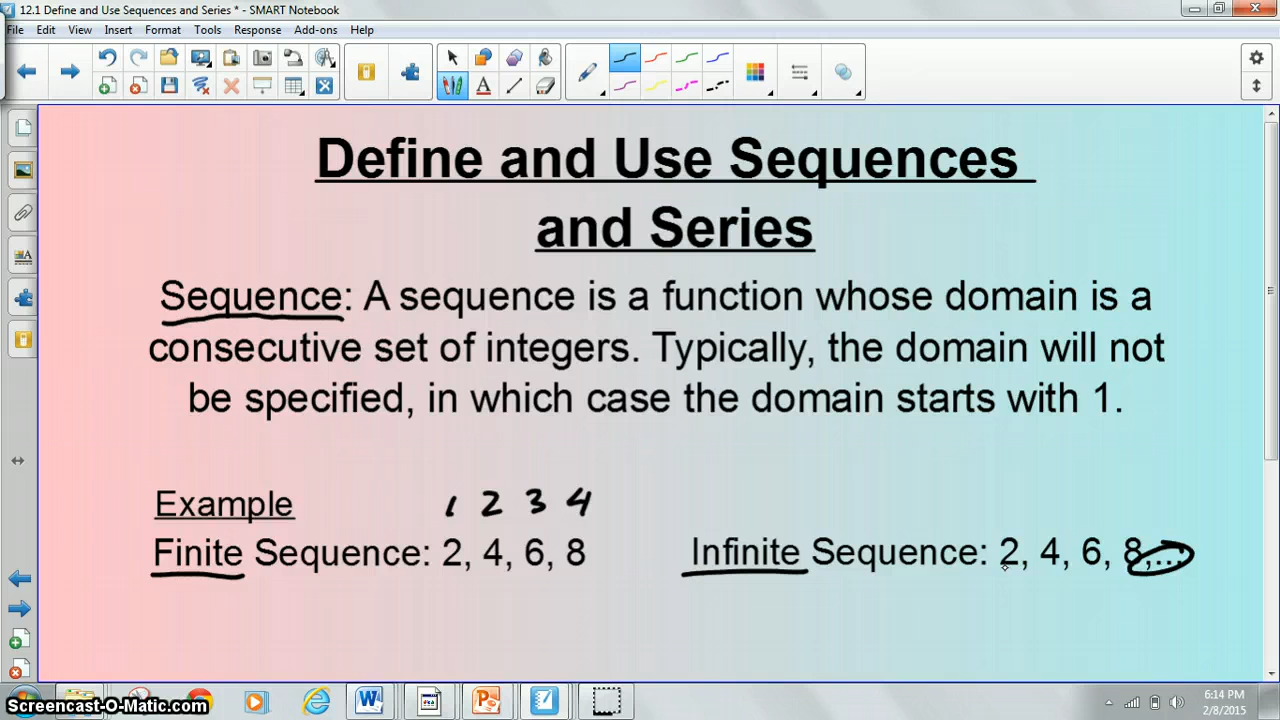 12.1 Define and Use Sequences and Series * - SMART Notebook
File Edit View Insert Format Tools Response Add-ons Help
Define and Use Sequences
and Series
Sequence: A sequence is a function whose domain is a
consecutive set of integers. Typically, the domain will not
be specified, in which case the domain starts with 1.
Example 1 2 3 4
Finite Sequence: 2, 4, 6, 8 Infinite Sequence: 2, 4, 6, 8,...
Screencast-O-Matic.com
6:14 PM
2/8/2015